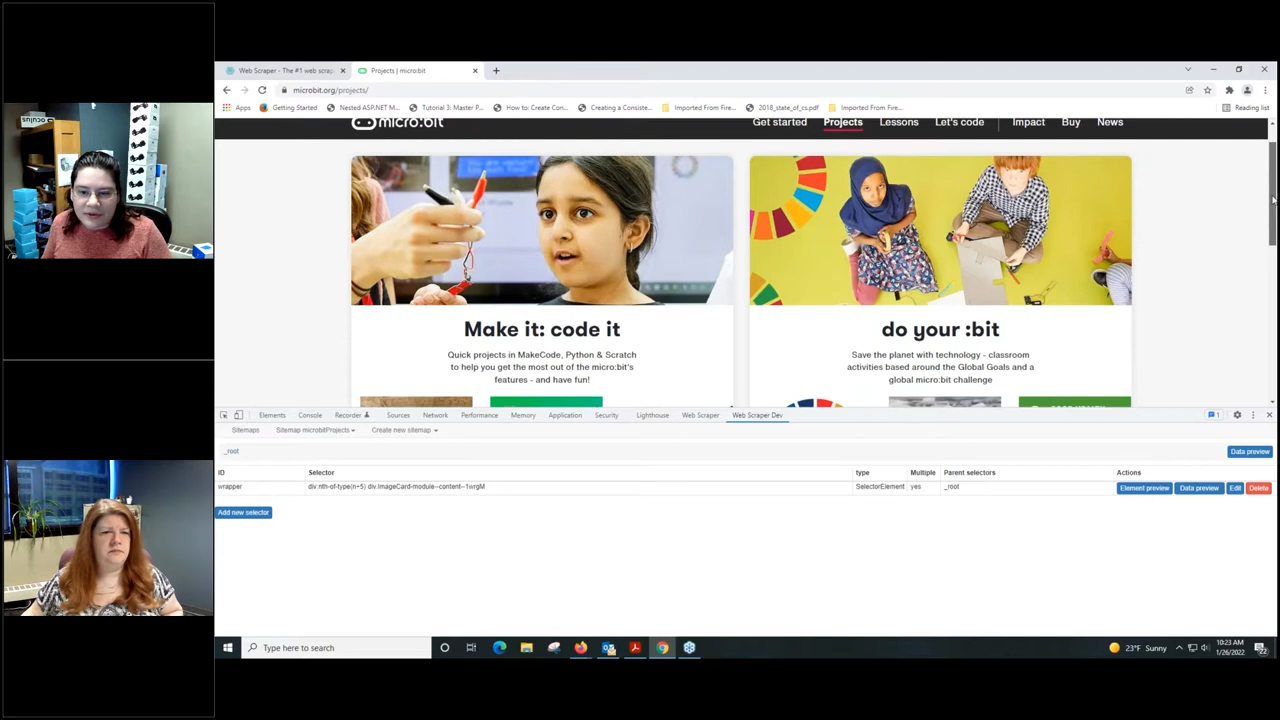 oculus
Web Scraper - The #1 web scrap
Projects | micro:bit
microbit.org/projects/
Apps
Getting Started
Nested ASP.NET M...
Tutorial 3: Master P...
How to: Create Con...
Creating a Consiste...
Imported From Fire...
2018_state_of_cs.pdf
Imported From Fire...
Reading list
micro:bit
Get started
Projects
Lessons
Let's code
Impact
Buy
News
Make it: code it
Quick projects in MakeCode, Python & Scratch
to help you get the most out of the micro:bit's
features - and have fun!
do your :bit
Save the planet with technology - classroom
activities based around the Global Goals and a
global micro:bit challenge
Elements
Console
Recorder
Sources
Network
Performance
Memory
Application
Security
Lighthouse
Web Scraper
Web Scraper Dev
1
Sitemaps
Sitemap microbitProjects
Create new sitemap
_root
Data preview
ID
Selector
type
Multiple
Parent selectors
Actions
wrapper
div:nth-of-type(n+5) div.ImageCard-module--content--1wrgM
SelectorElement
yes
_root
Element preview
Data preview
Edit
Delete
Add new selector
Type here to search
23°F Sunny
10:23 AM
1/26/2022
22